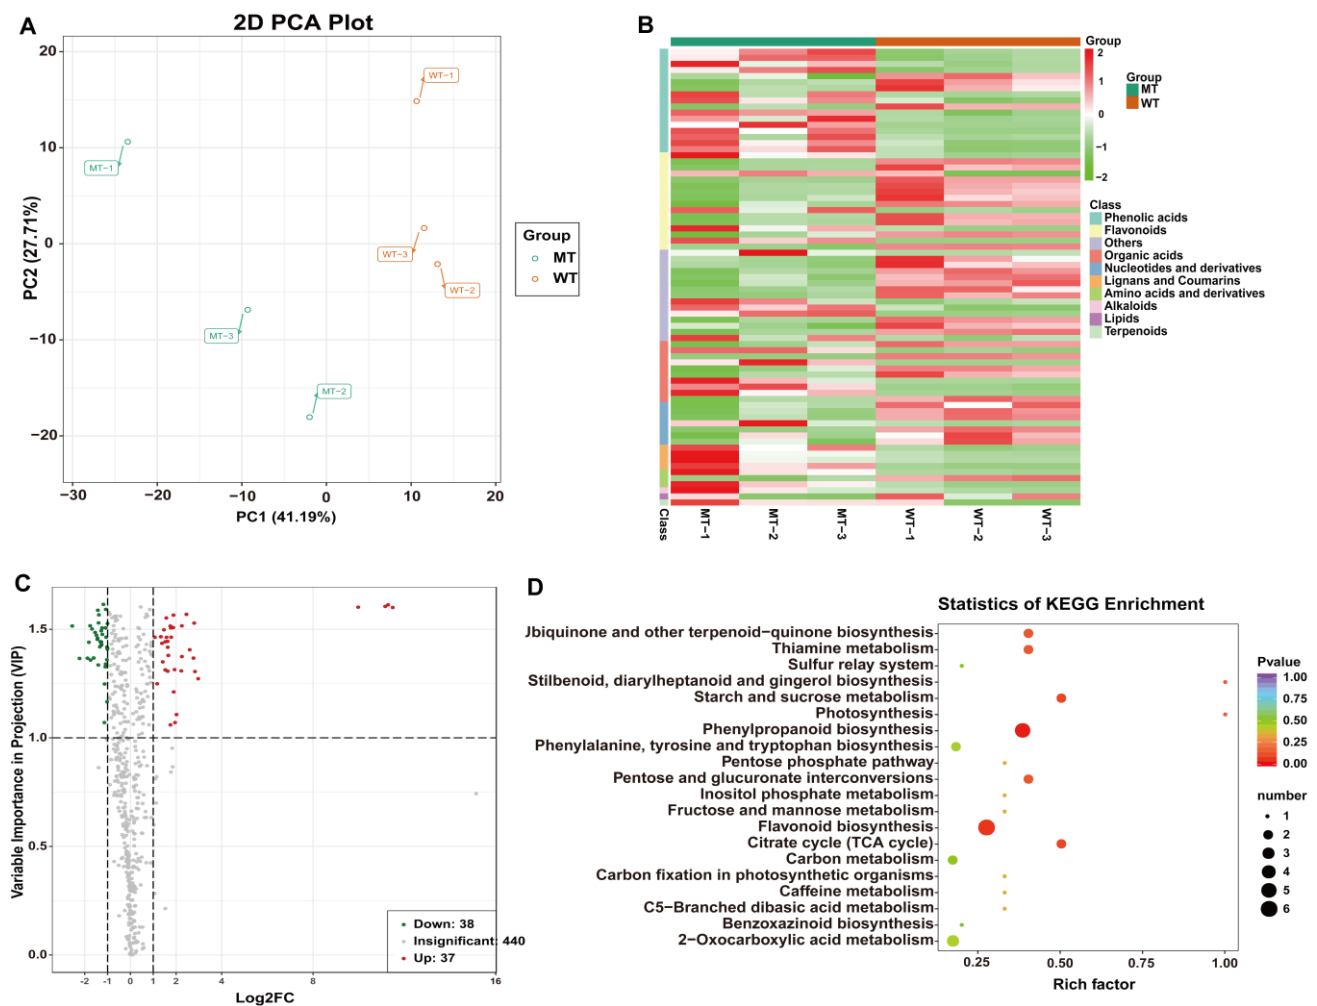 A
2D PCA Plot
20
10
0
−10
−20
PC2 (27.71%)
−30
−20
−10
0
10
20
PC1 (41.19%)
WT−1
MT−1
WT−3
WT−2
MT−3
MT−2
Group
MT
WT
B
Group
2
1
0
−1
−2
Group
MT
WT
Class
Phenolic acids
Flavonoids
Others
Organic acids
Nucleotides and derivatives
Lignans and Coumarins
Amino acids and derivatives
Alkaloids
Lipids
Terpenoids
Class
MT-1
MT-2
MT-3
WT-1
WT-2
WT-3
C
Variable Importance in Projection (VIP)
1.5
1.0
0.5
0.0
-2
-1
0
1
2
4
8
16
Log2FC
Down: 38
Insignificant: 440
Up: 37
D
Statistics of KEGG Enrichment
Ubiquinone and other terpenoid−quinone biosynthesis
Thiamine metabolism
Sulfur relay system
Stilbenoid, diarylheptanoid and gingerol biosynthesis
Starch and sucrose metabolism
Photosynthesis
Phenylpropanoid biosynthesis
Phenylalanine, tyrosine and tryptophan biosynthesis
Pentose phosphate pathway
Pentose and glucuronate interconversions
Inositol phosphate metabolism
Fructose and mannose metabolism
Flavonoid biosynthesis
Citrate cycle (TCA cycle)
Carbon metabolism
Carbon fixation in photosynthetic organisms
Caffeine metabolism
C5−Branched dibasic acid metabolism
Benzoxazinoid biosynthesis
2−Oxocarboxylic acid metabolism
0.25
0.50
0.75
1.00
Rich factor
Pvalue
1.00
0.75
0.50
0.25
0.00
number
1
2
3
4
5
6